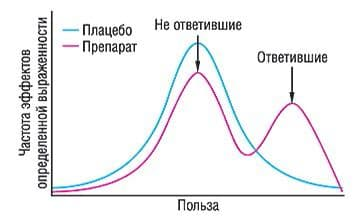 Не ответившие
Плацебо
Препарат
Ответившие
Частота эффектов
определенной выраженности
Польза